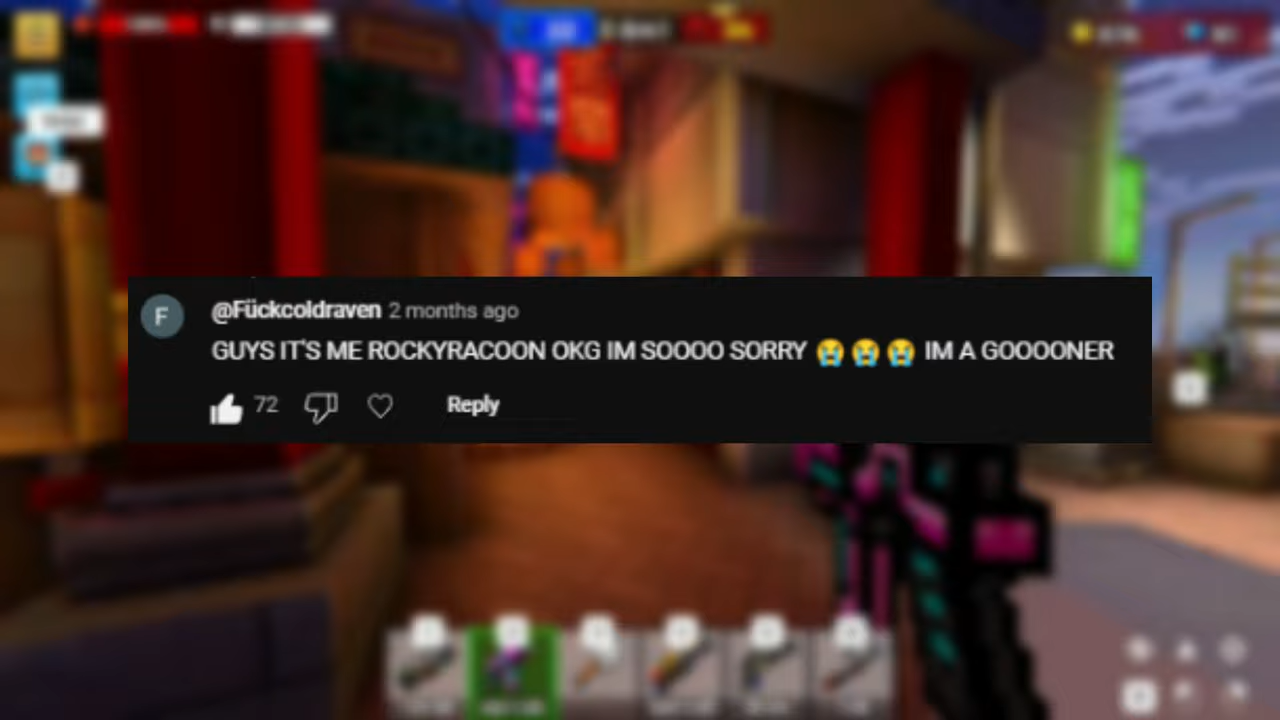 F
@Fückcoldraven 2 months ago
GUYS IT'S ME ROCKYRACOON OKG IM SOOOO SORRY 😭😭😭 IM A GOOOONER
72 Reply